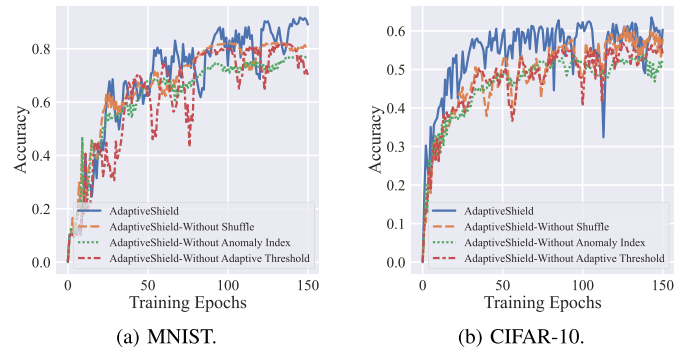 Accuracy
0.8
0.6
0.4
0.2
0.0
AdaptiveShield
AdaptiveShield-Without Shuffle
AdaptiveShield-Without Anomaly Index
AdaptiveShield-Without Adaptive Threshold
0 50 100 150
Training Epochs
(a) MNIST.
Accuracy
0.6
0.5
0.4
0.3
0.2
0.1
0.0
AdaptiveShield
AdaptiveShield-Without Shuffle
AdaptiveShield-Without Anomaly Index
AdaptiveShield-Without Adaptive Threshold
0 50 100 150
Training Epochs
(b) CIFAR-10.